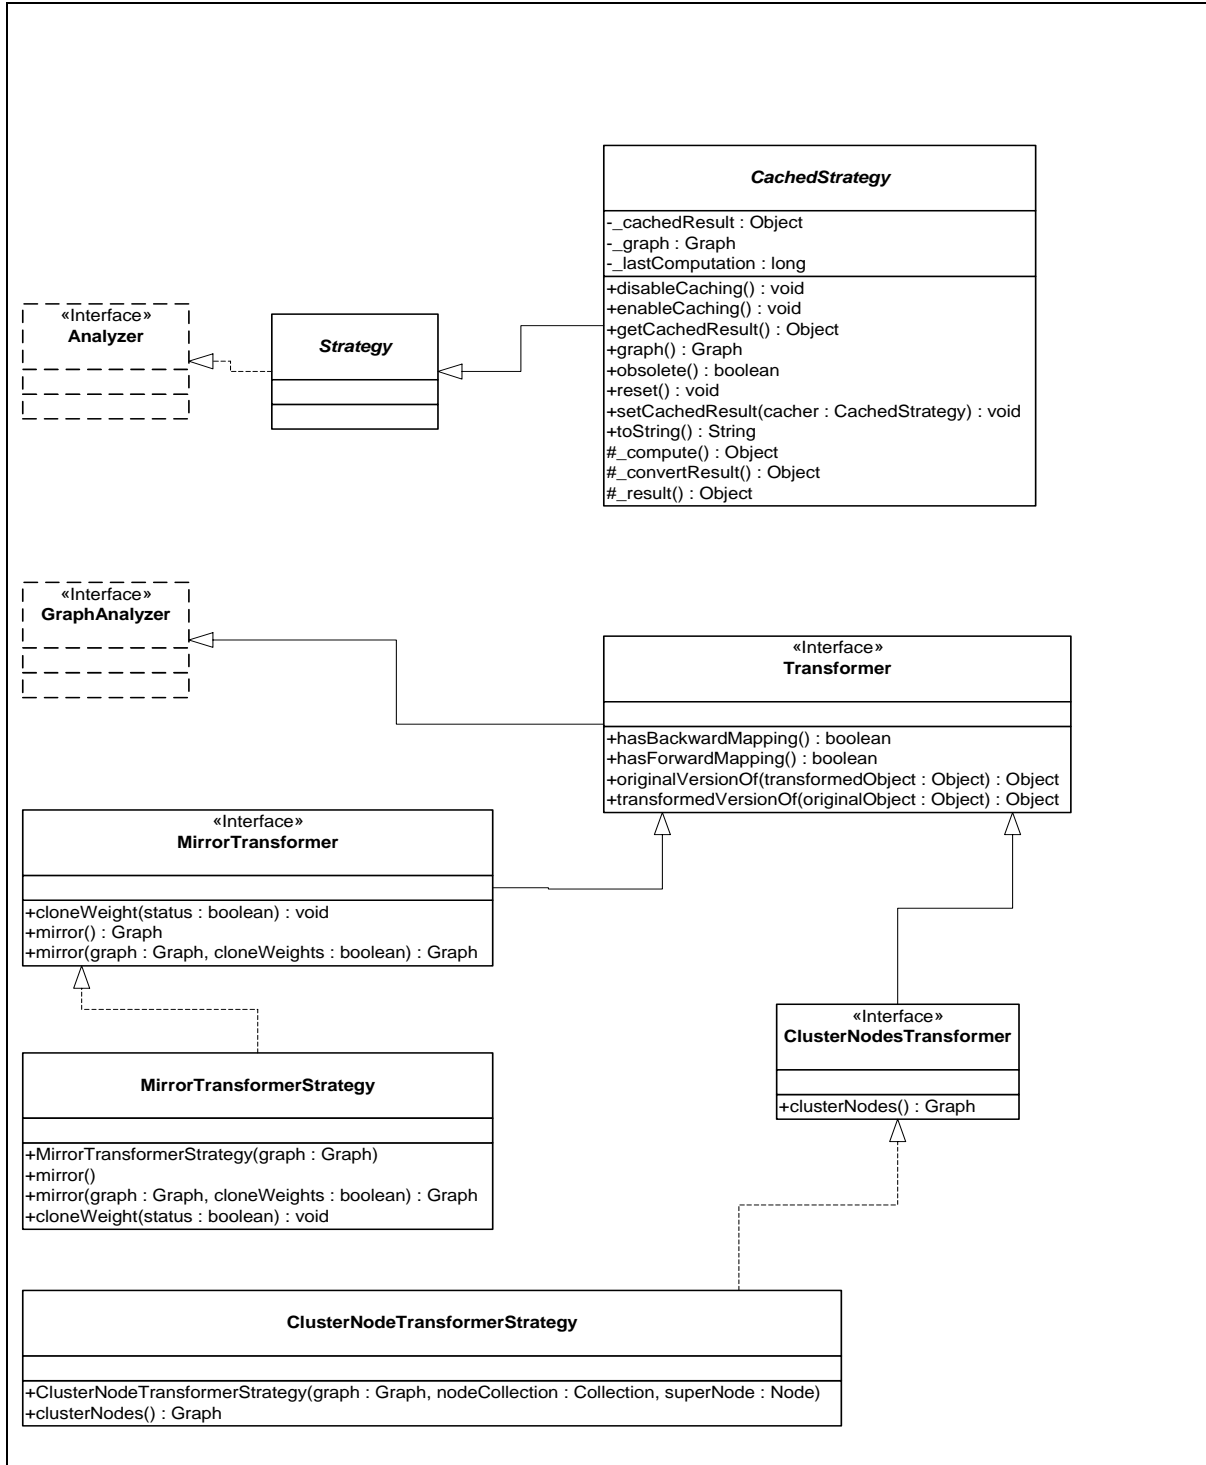 CachedStrategy
-_cachedResult : Object
-_graph : Graph
-_lastComputation : long
+disableCaching() : void
+enableCaching() : void
+getCachedResult() : Object
+graph() : Graph
+obsolete() : boolean
+reset() : void
+setCachedResult(cacher : CachedStrategy) : void
+toString() : String
#_compute() : Object
#_convertResult() : Object
#_result() : Object
«Interface»
Analyzer
Strategy
«Interface»
GraphAnalyzer
«Interface»
Transformer
+hasBackwardMapping() : boolean
+hasForwardMapping() : boolean
+originalVersionOf(transformedObject : Object) : Object
+transformedVersionOf(originalObject : Object) : Object
«Interface»
MirrorTransformer
+cloneWeight(status : boolean) : void
+mirror() : Graph
+mirror(graph : Graph, cloneWeights : boolean) : Graph
«Interface»
ClusterNodesTransformer
+clusterNodes() : Graph
MirrorTransformerStrategy
+MirrorTransformerStrategy(graph : Graph)
+mirror()
+mirror(graph : Graph, cloneWeights : boolean) : Graph
+cloneWeight(status : boolean) : void
ClusterNodeTransformerStrategy
+ClusterNodeTransformerStrategy(graph : Graph, nodeCollection : Collection, superNode : Node)
+clusterNodes() : Graph